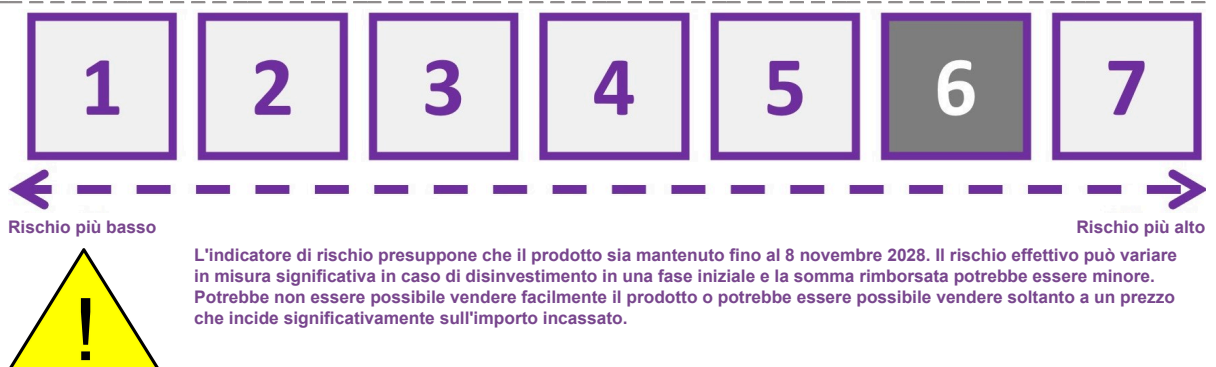 1 2 3 4 5 6 7
Rischio più basso Rischio più alto
L'indicatore di rischio presuppone che il prodotto sia mantenuto fino al 8 novembre 2028. Il rischio effettivo può variare
in misura significativa in caso di disinvestimento in una fase iniziale e la somma rimborsata potrebbe essere minore.
Potrebbe non essere possibile vendere facilmente il prodotto o potrebbe essere possibile vendere soltanto a un prezzo
che incide significativamente sull'importo incassato.
!